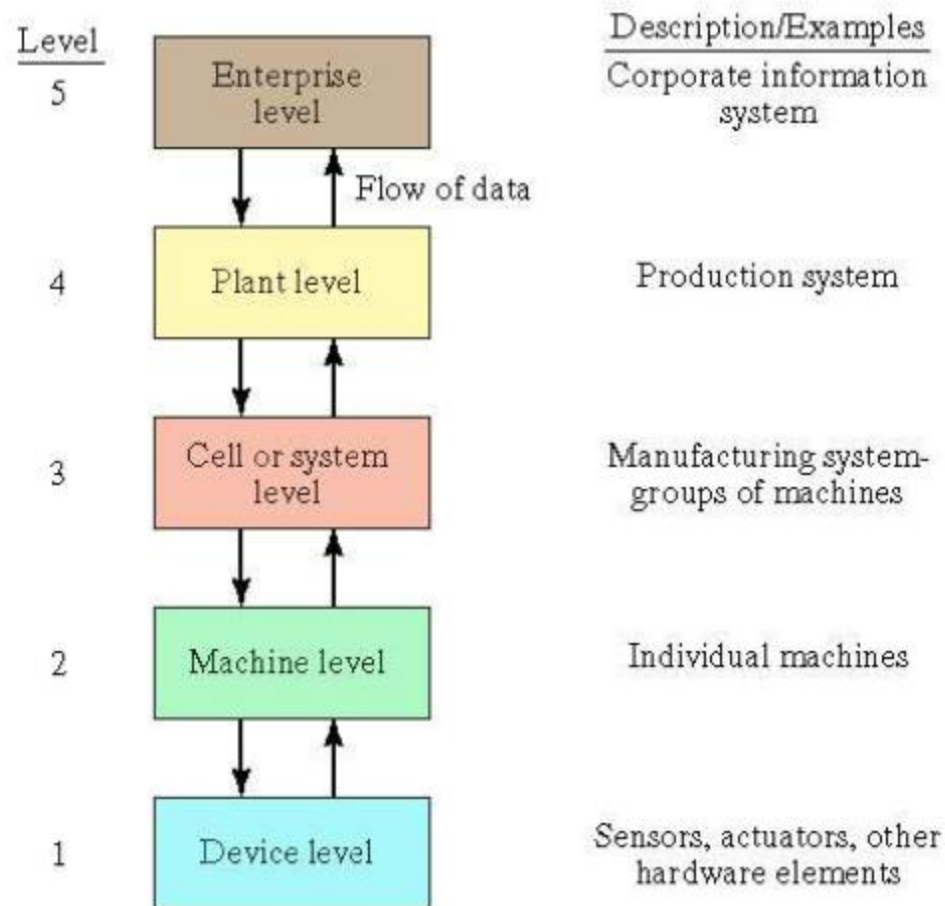 Level
Description/Examples
5
Enterprise
level
Corporate information
system
Flow of data
4
Plant level
Production system
3
Cell or system
level
Manufacturing system-
groups of machines
2
Machine level
Individual machines
1
Device level
Sensors, actuators, other
hardware elements